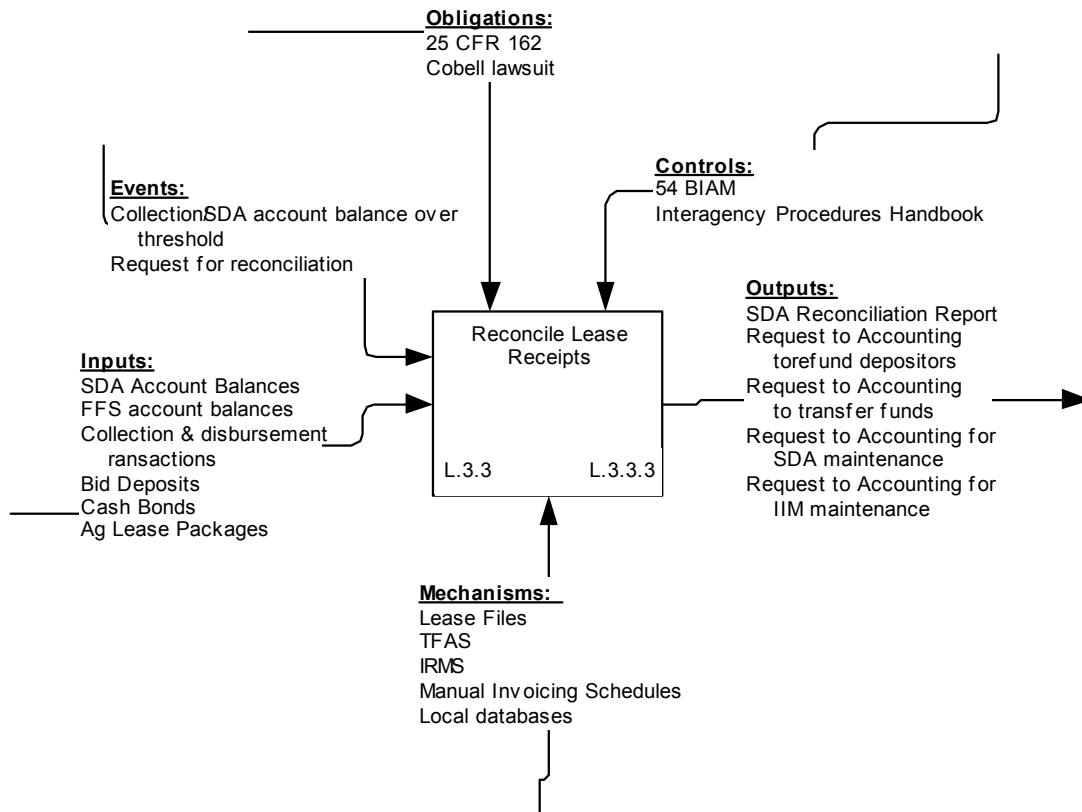 Obligations:
25 CFR 162
Cobell lawsuit
Controls:
54 BIAM
Interagency Procedures Handbook
Events:
Collection/SDA account balance over
threshold
Request for reconciliation
Inputs:
SDA Account Balances
FFS account balances
Collection & disbursement
ransactions
Bid Deposits
Cash Bonds
Ag Lease Packages
Reconcile Lease
Receipts
L.3.3 L.3.3.3
Outputs:
SDA Reconciliation Report
Request to Accounting
torefund depositors
Request to Accounting
to transfer funds
Request to Accounting for
SDA maintenance
Request to Accounting for
IIM maintenance
Mechanisms:
Lease Files
TFAS
IRMS
Manual Invoicing Schedules
Local databases